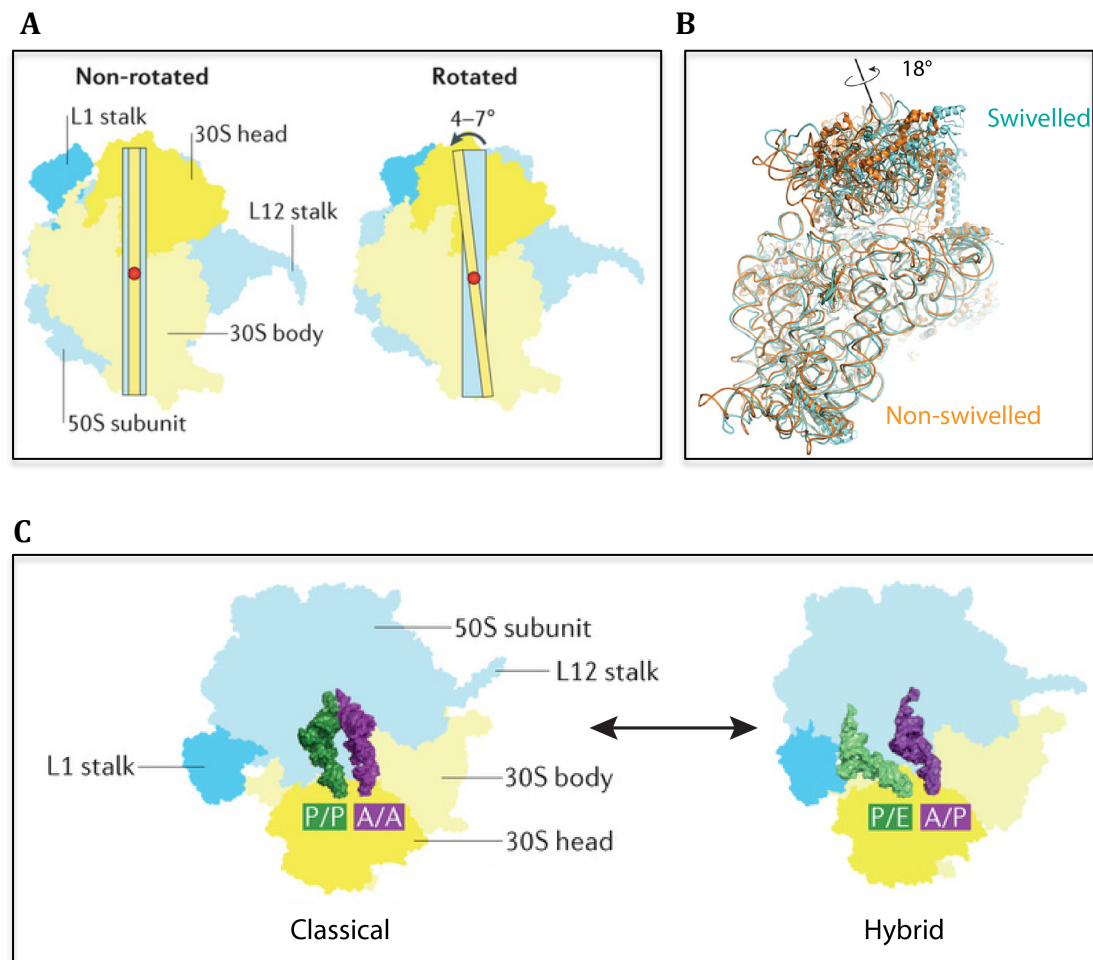 A
Non-rotated
Rotated
L1 stalk
30S head
4–7°
L12 stalk
30S body
50S subunit
B
18°
Swivelled
Non-swivelled
C
50S subunit
L12 stalk
L1 stalk
30S body
P/P A/A
P/E A/P
30S head
Classical
Hybrid